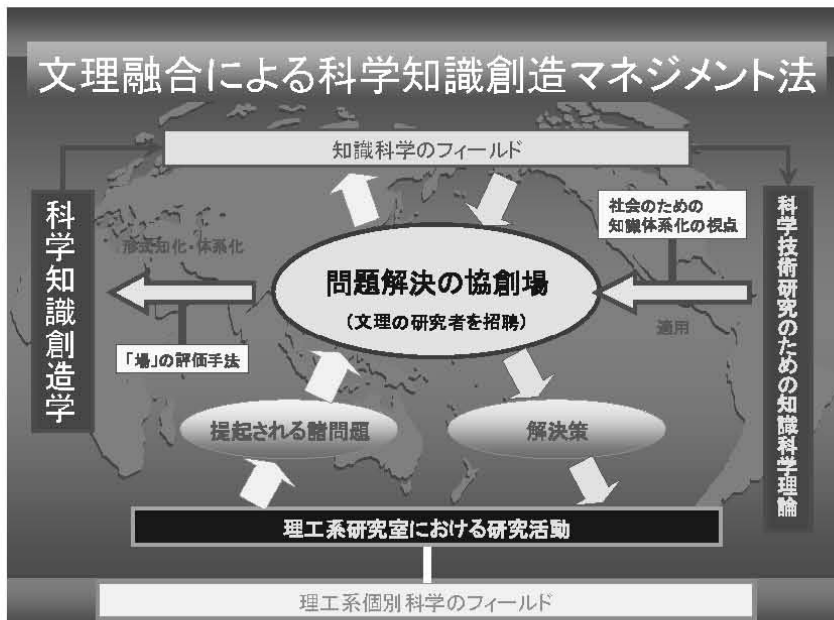 文理融合による科学知識創造マネジメント法
知識科学のフィールド
科学知識創造学
形式知化・体系化
社会のための
知識体系化の視点
科学技術研究のための知識科学理論
問題解決の協創場
(文理の研究者を招聘)
「場」の評価手法
適用
提起される諸問題
解決策
理工系研究室における研究活動
理工系個別科学のフィールド